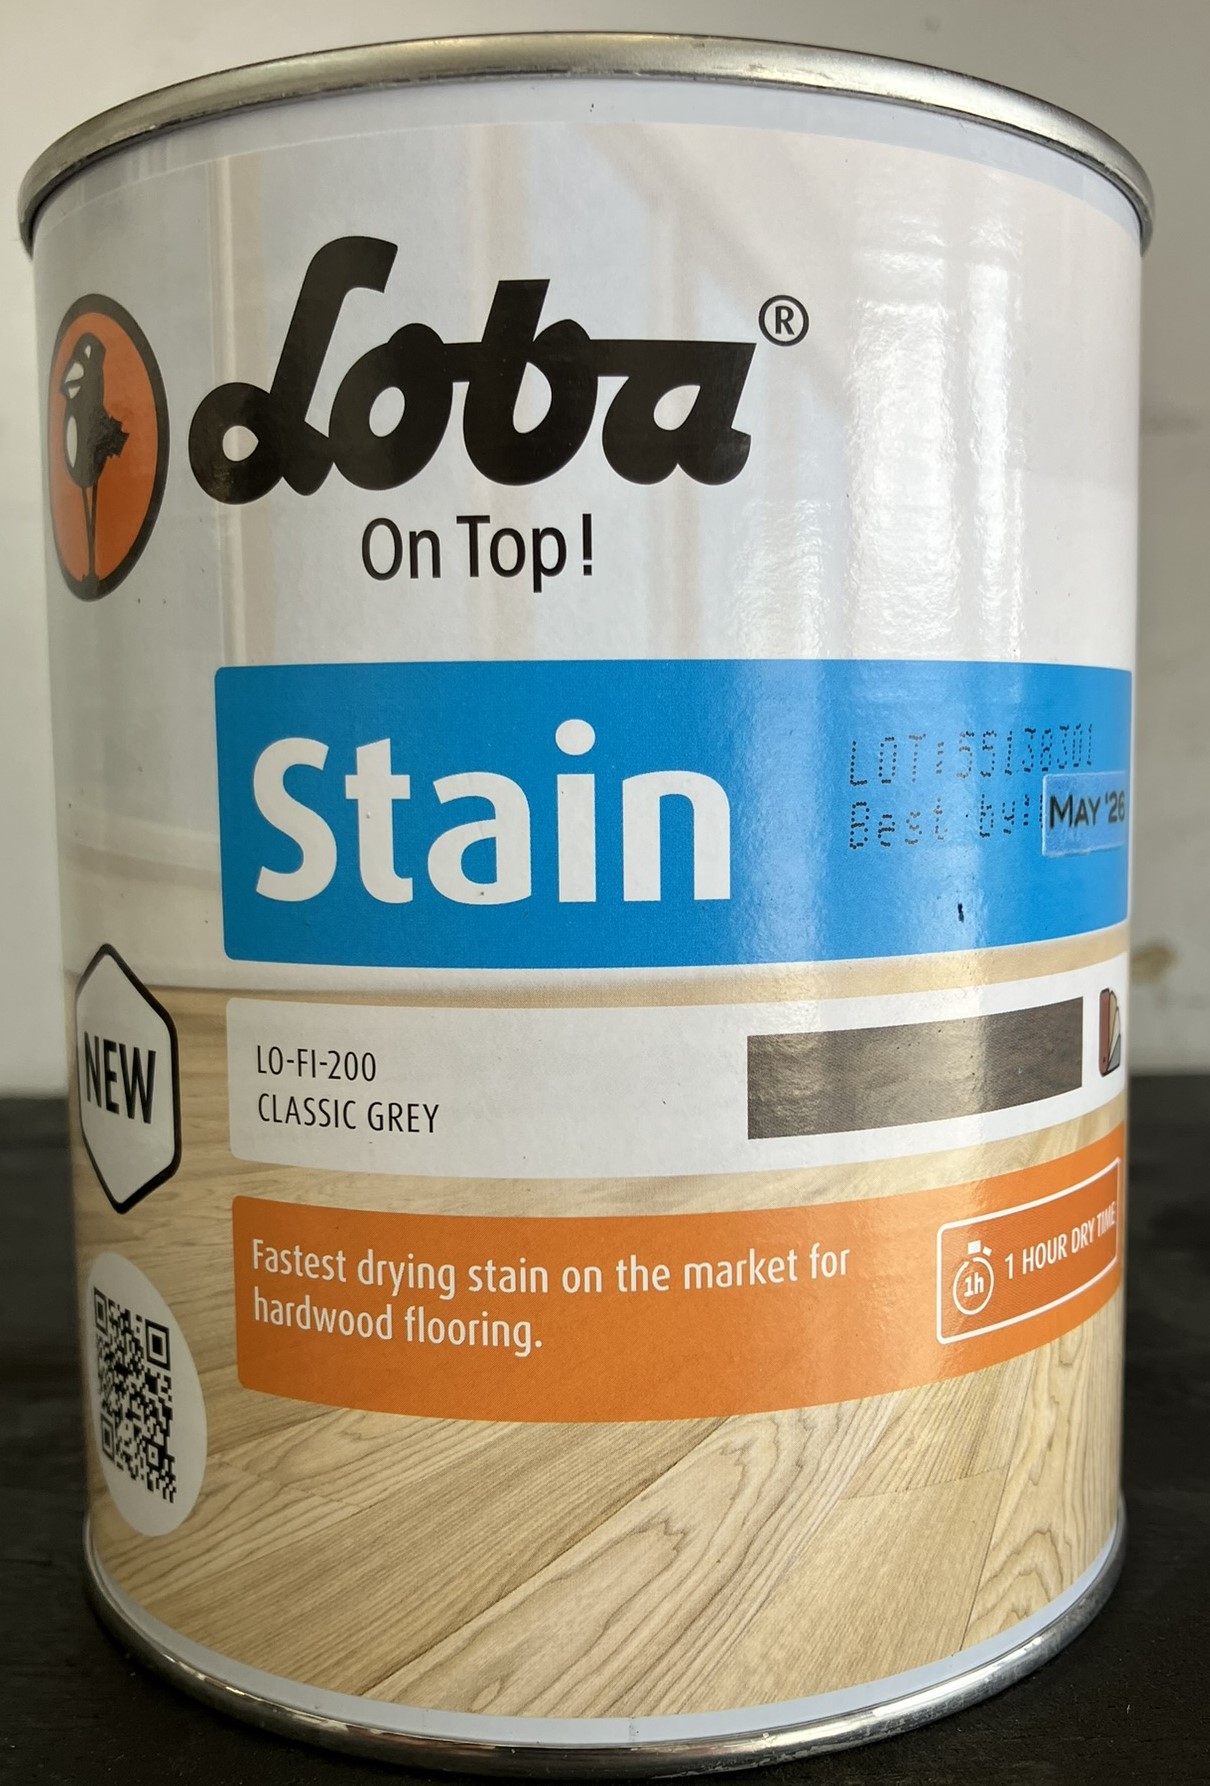 Loba®
On Top!
Stain
LOT:55138301
Best by:
MAY '26
NEW
LO-FI-200
CLASSIC GREY
Fastest drying stain on the market for
hardwood flooring.
1h
1 HOUR DRY TIME